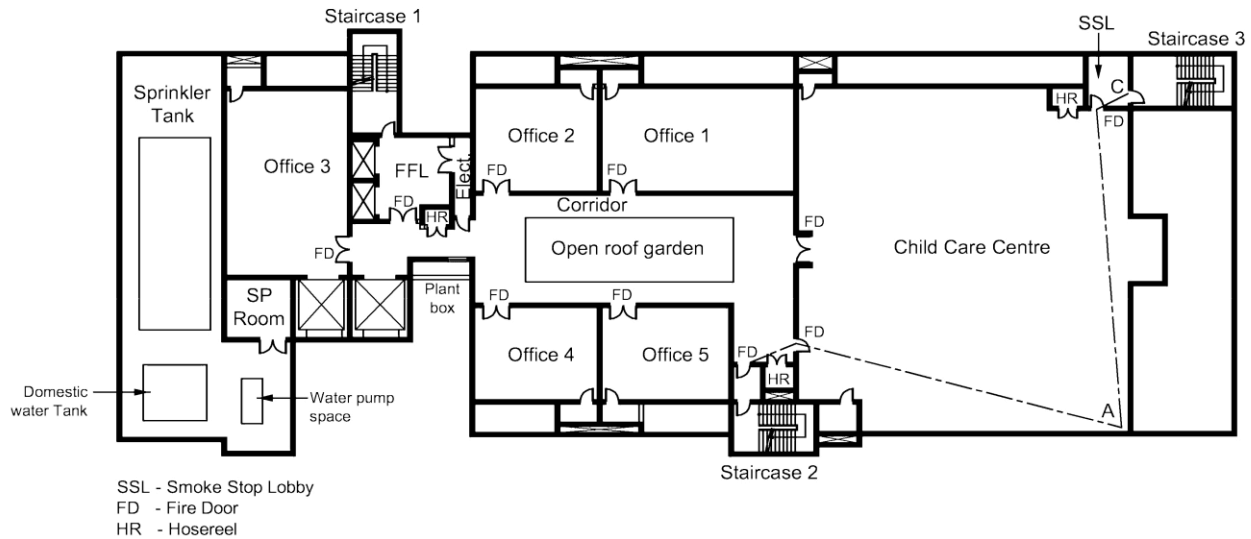 Staircase 1
SSL
Staircase 3
Sprinkler
Tank
C
HR
FD
Office 3
Office 2
Office 1
FFL
Elect.
FD
FD
FD
HR
Corridor
FD
FD
Open roof garden
Child Care Centre
SP
Room
Plant
box
FD
FD
FD
FD
Office 4
Office 5
HR
A
Domestic
water Tank
Water pump
space
Staircase 2
SSL - Smoke Stop Lobby
FD - Fire Door
HR - Hosereel